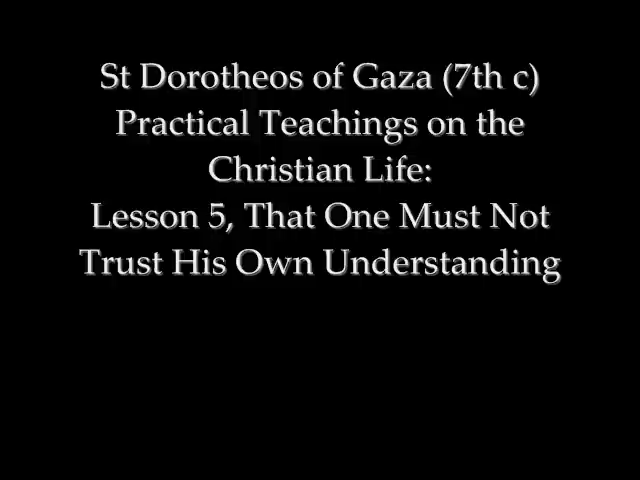 St Dorotheos of Gaza (7th c)
Practical Teachings on the
Christian Life:
Lesson 5, That One Must Not
Trust His Own Understanding